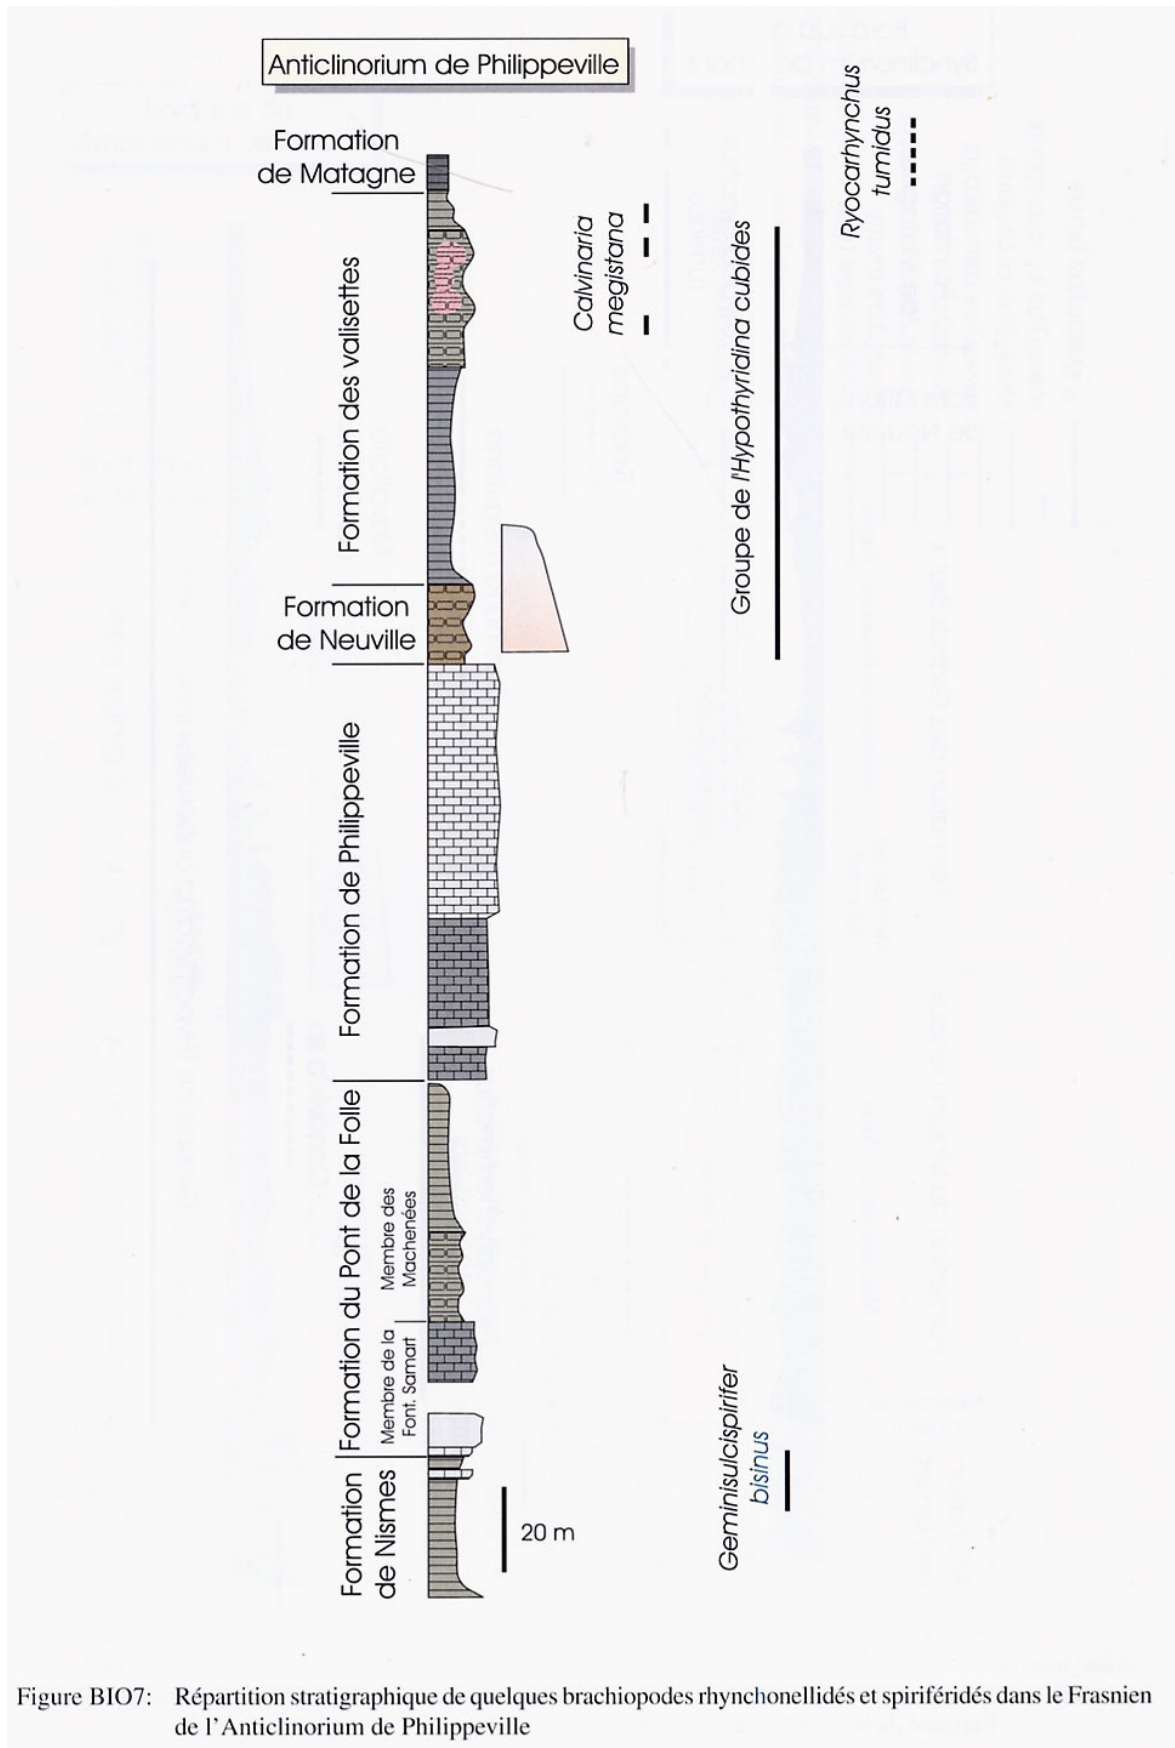 Anticlinorium de Philippeville
Formation
de Matagne
Formation des valisettes
Formation
de Neuville
Formation de Philippeville
Formation du Pont de la Folle
Membre des
Machenées
Membre de la
Font. Samart
Formation
de Nismes
20 m
Calvinaria
megistana
Groupe de l'Hypothyridina cubides
Ryocarhynchus
tumidus
Geminisulcispirifer
bisinus
Figure BIO7: Répartition stratigraphique de quelques brachiopodes rhynchonellidés et spiriféridés dans le Frasnien
de l'Anticlinorium de Philippeville